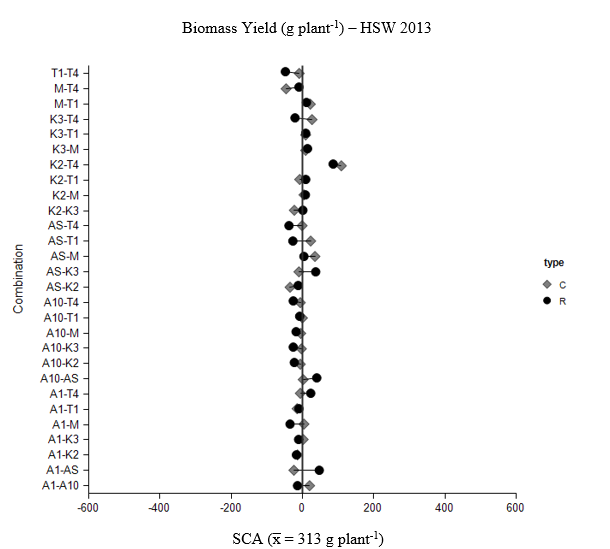 Biomass Yield (g plant⁻¹) – HSW 2013
T1-T4
M-T4
M-T1
K3-T4
K3-T1
K3-M
K2-T4
K2-T1
K2-M
K2-K3
AS-T4
AS-T1
AS-M
AS-K3
AS-K2
A10-T4
A10-T1
A10-M
A10-K3
A10-K2
A10-AS
A1-T4
A1-T1
A1-M
A1-K3
A1-K2
A1-AS
A1-A10
Combination
-600 -400 -200 0 200 400 600
SCA (x̅ = 313 g plant⁻¹)
type
C
R